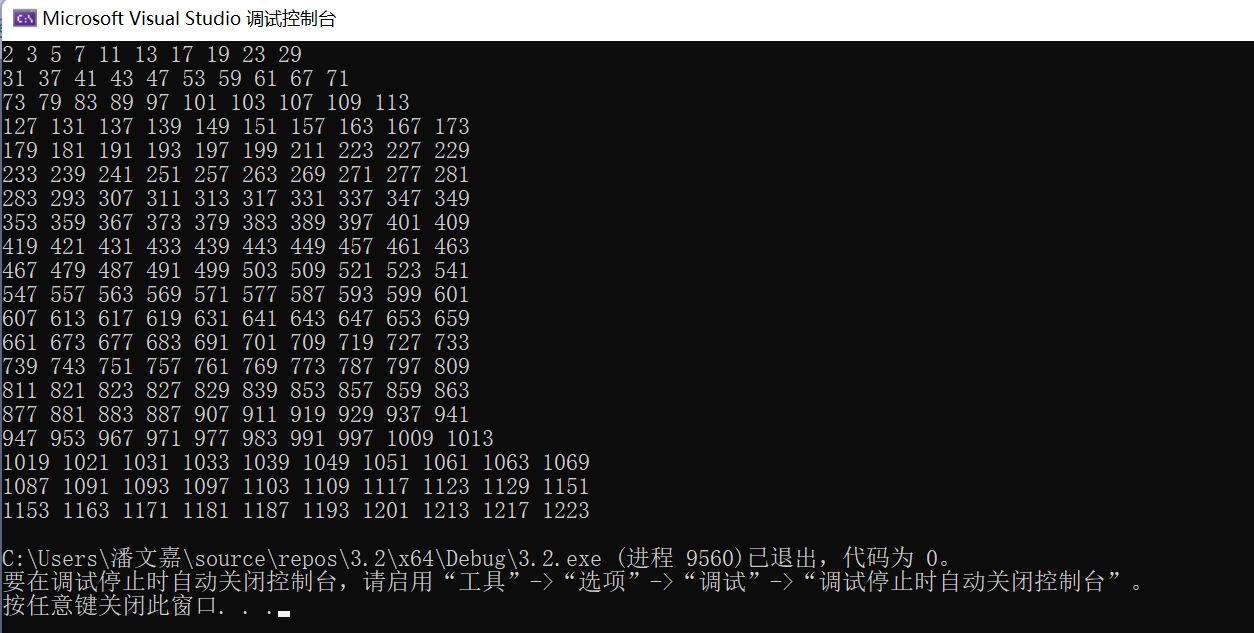 Microsoft Visual Studio 调试控制台
2 3 5 7 11 13 17 19 23 29
31 37 41 43 47 53 59 61 67 71
73 79 83 89 97 101 103 107 109 113
127 131 137 139 149 151 157 163 167 173
179 181 191 193 197 199 211 223 227 229
233 239 241 251 257 263 269 271 277 281
283 293 307 311 313 317 331 337 347 349
353 359 367 373 379 383 389 397 401 409
419 421 431 433 439 443 449 457 461 463
467 479 487 491 499 503 509 521 523 541
547 557 563 569 571 577 587 593 599 601
607 613 617 619 631 641 643 647 653 659
661 673 677 683 691 701 709 719 727 733
739 743 751 757 761 769 773 787 797 809
811 821 823 827 829 839 853 857 859 863
877 881 883 887 907 911 919 929 937 941
947 953 967 971 977 983 991 997 1009 1013
1019 1021 1031 1033 1039 1049 1051 1061 1063 1069
1087 1091 1093 1097 1103 1109 1117 1123 1129 1151
1153 1163 1171 1181 1187 1193 1201 1213 1217 1223
C:\Users\潘文嘉\source\repos\3.2\x64\Debug\3.2.exe (进程 9560)已退出，代码为 0。
要在调试停止时自动关闭控制台，请启用“工具”->“选项”->“调试”->“调试停止时自动关闭控制台”。
按任意键关闭此窗口. . .